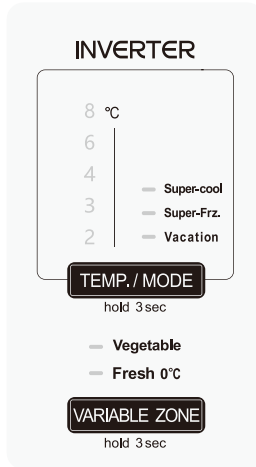 INVERTER
8 °C
6
4
3 Super-cool
Super-Frz.
2 Vacation
TEMP. / MODE
hold 3 sec
Vegetable
Fresh 0°C
VARIABLE ZONE
hold 3 sec